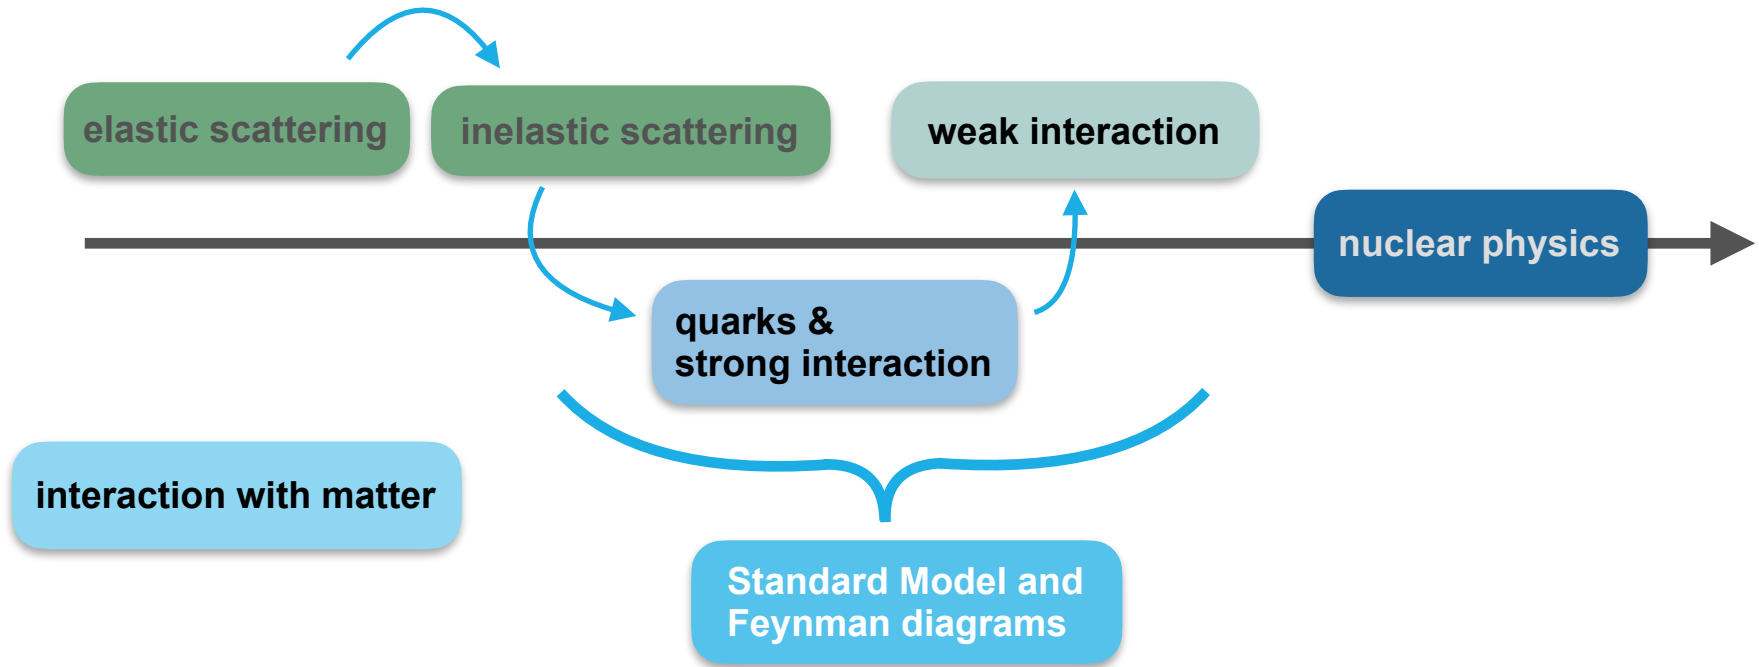 elastic scattering
inelastic scattering
weak interaction
nuclear physics
quarks &
strong interaction
interaction with matter
Standard Model and
Feynman diagrams